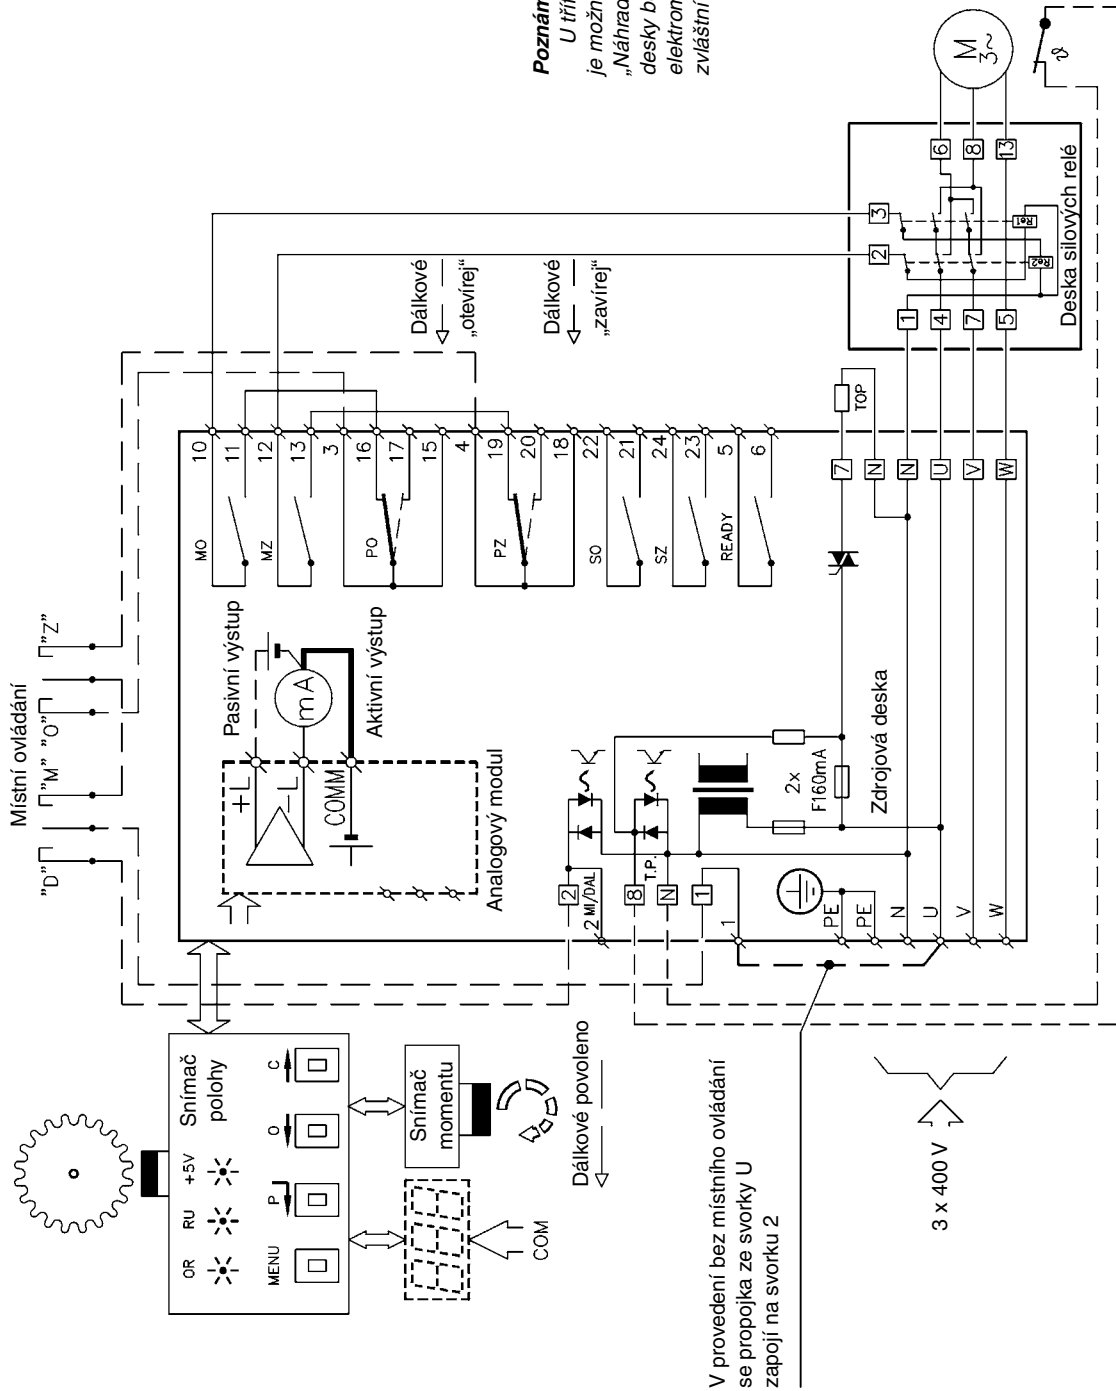 Poznám
U tří
je možn
„Náhrad
desky b
elektron
zvláštní
Místní ovládání
"D"
"M"
"O"
"Z"
Pasivní výstup
Aktivní výstup
+L
-L
COMM
mA
Analogový modul
MO
MZ
PO
PZ
SO
SZ
READY
10
11
12
13
3
16
17
15
4
19
20
18
22
21
24
23
5
6
Dálkové
„otevírej“
Dálkové
„zavírej“
M
3~
ϑ
3
2
6
8
13
Re1
Re2
1
4
7
5
Deska silových relé
TOP
7
N
N
U
V
W
2x
F160mA
Zdrojová deska
2
2 MI/DAL
8
T.P.
N
1
1
PE
PE
N
U
V
W
Snímač
polohy
+5V
RU
OR
MENU
P
O
C
Snímač
momentu
COM
Dálkové povoleno
V provedení bez místního ovládání
se propojka ze svorky U
zapojí na svorku 2
3 x 400 V